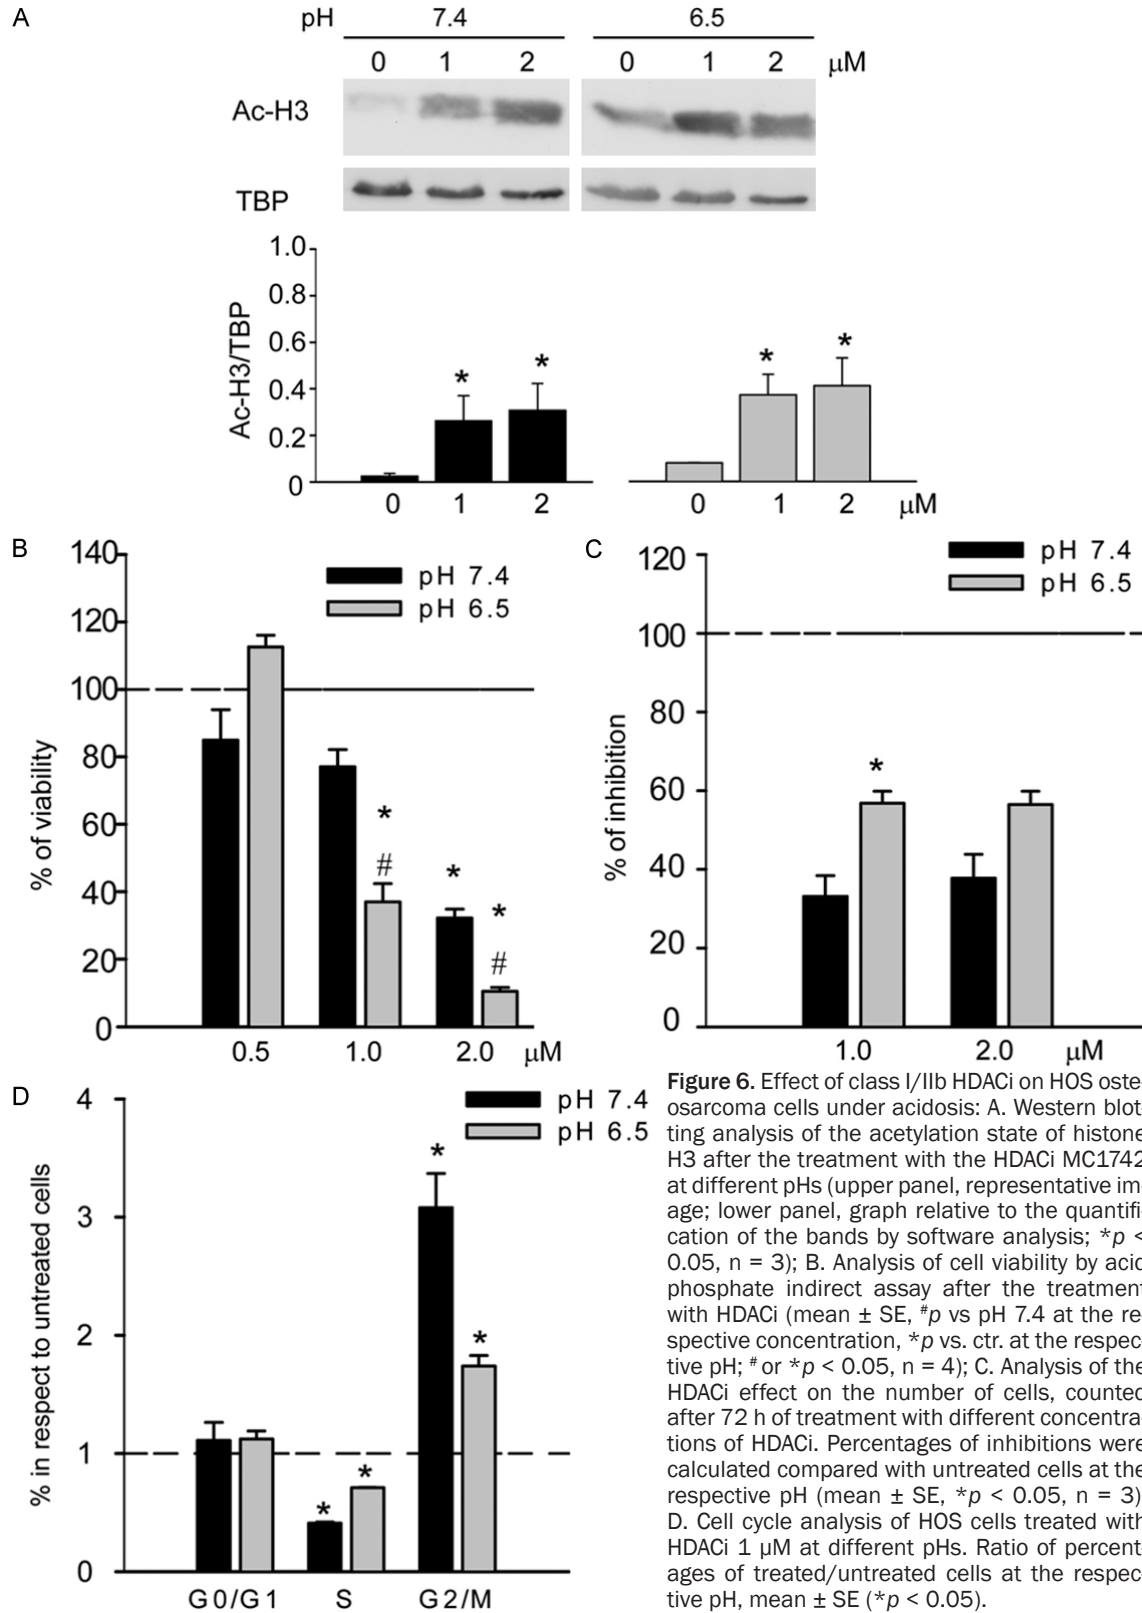 A
pH 7.4 6.5
0 1 2 0 1 2 μM
Ac-H3
TBP
1.0
0.8
0.6
0.4
0.2
0
Ac-H3/TBP
* * * *
0 1 2 0 1 2 μM
B
140
120
100
80
60
40
20
0
% of viability
pH 7.4
pH 6.5
*
#
*
*
#
0.5 1.0 2.0 μM
C
120
100
80
60
40
20
0
% of inhibition
pH 7.4
pH 6.5
*
1.0 2.0 μM
D
4
3
2
1
0
% in respect to untreated cells
pH 7.4
pH 6.5
* * * *
G0/G1 S G2/M
Figure 6. Effect of class I/IIb HDACi on HOS oste-
osarcoma cells under acidosis: A. Western blot-
ting analysis of the acetylation state of histone
H3 after the treatment with the HDACi MC1742
at different pHs (upper panel, representative im-
age; lower panel, graph relative to the quantifi-
cation of the bands by software analysis; *p <
0.05, n = 3); B. Analysis of cell viability by acid
phosphate indirect assay after the treatment
with HDACi (mean ± SE, #p vs pH 7.4 at the re-
spective concentration, *p vs. ctr. at the respec-
tive pH; # or *p < 0.05, n = 4); C. Analysis of the
HDACi effect on the number of cells, counted
after 72 h of treatment with different concentra-
tions of HDACi. Percentages of inhibitions were
calculated compared with untreated cells at the
respective pH (mean ± SE, *p < 0.05, n = 3)
D. Cell cycle analysis of HOS cells treated with
HDACi 1 μM at different pHs. Ratio of percent-
ages of treated/untreated cells at the respec-
tive pH, mean ± SE (*p < 0.05).